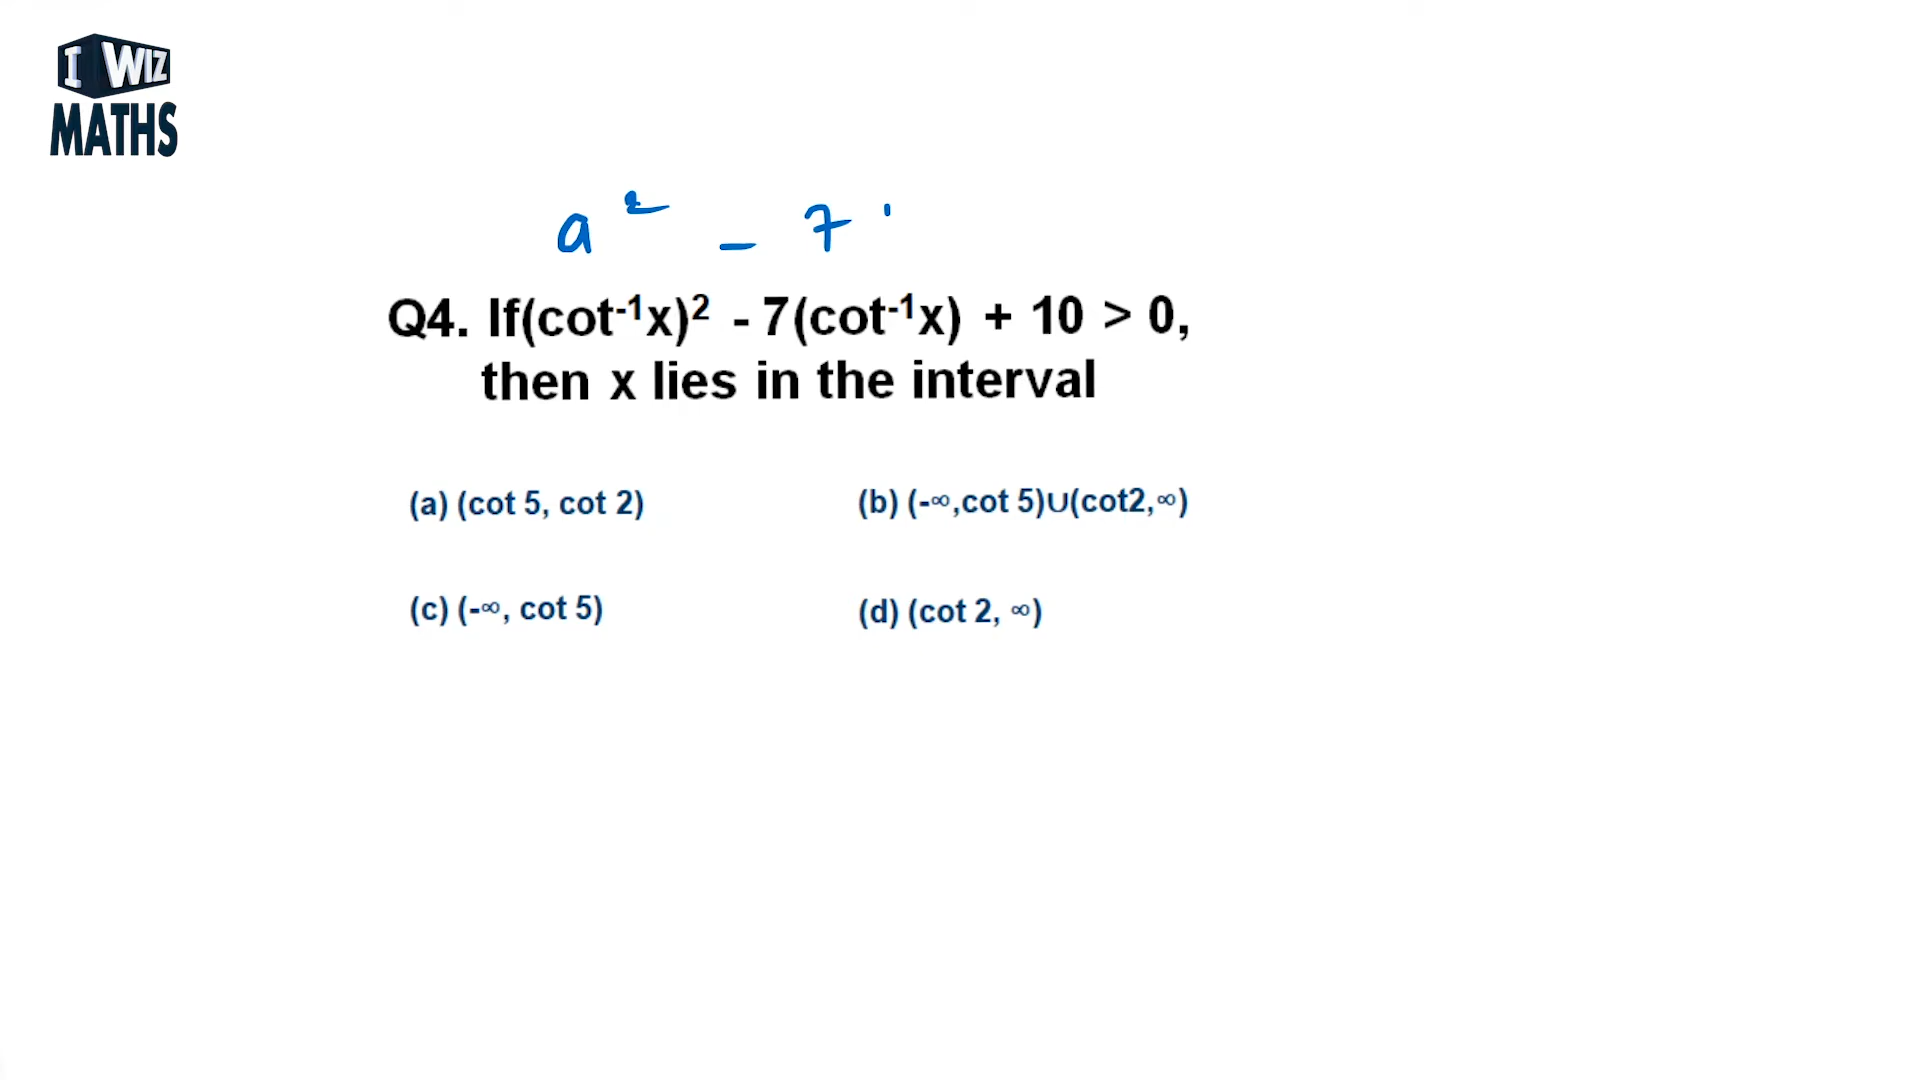 I WIZ
MATHS
a² - 7
Q4. If(cot⁻¹x)² - 7(cot⁻¹x) + 10 > 0,
then x lies in the interval
(a) (cot 5, cot 2)
(b) (-∞,cot 5)∪(cot2,∞)
(c) (-∞, cot 5)
(d) (cot 2, ∞)